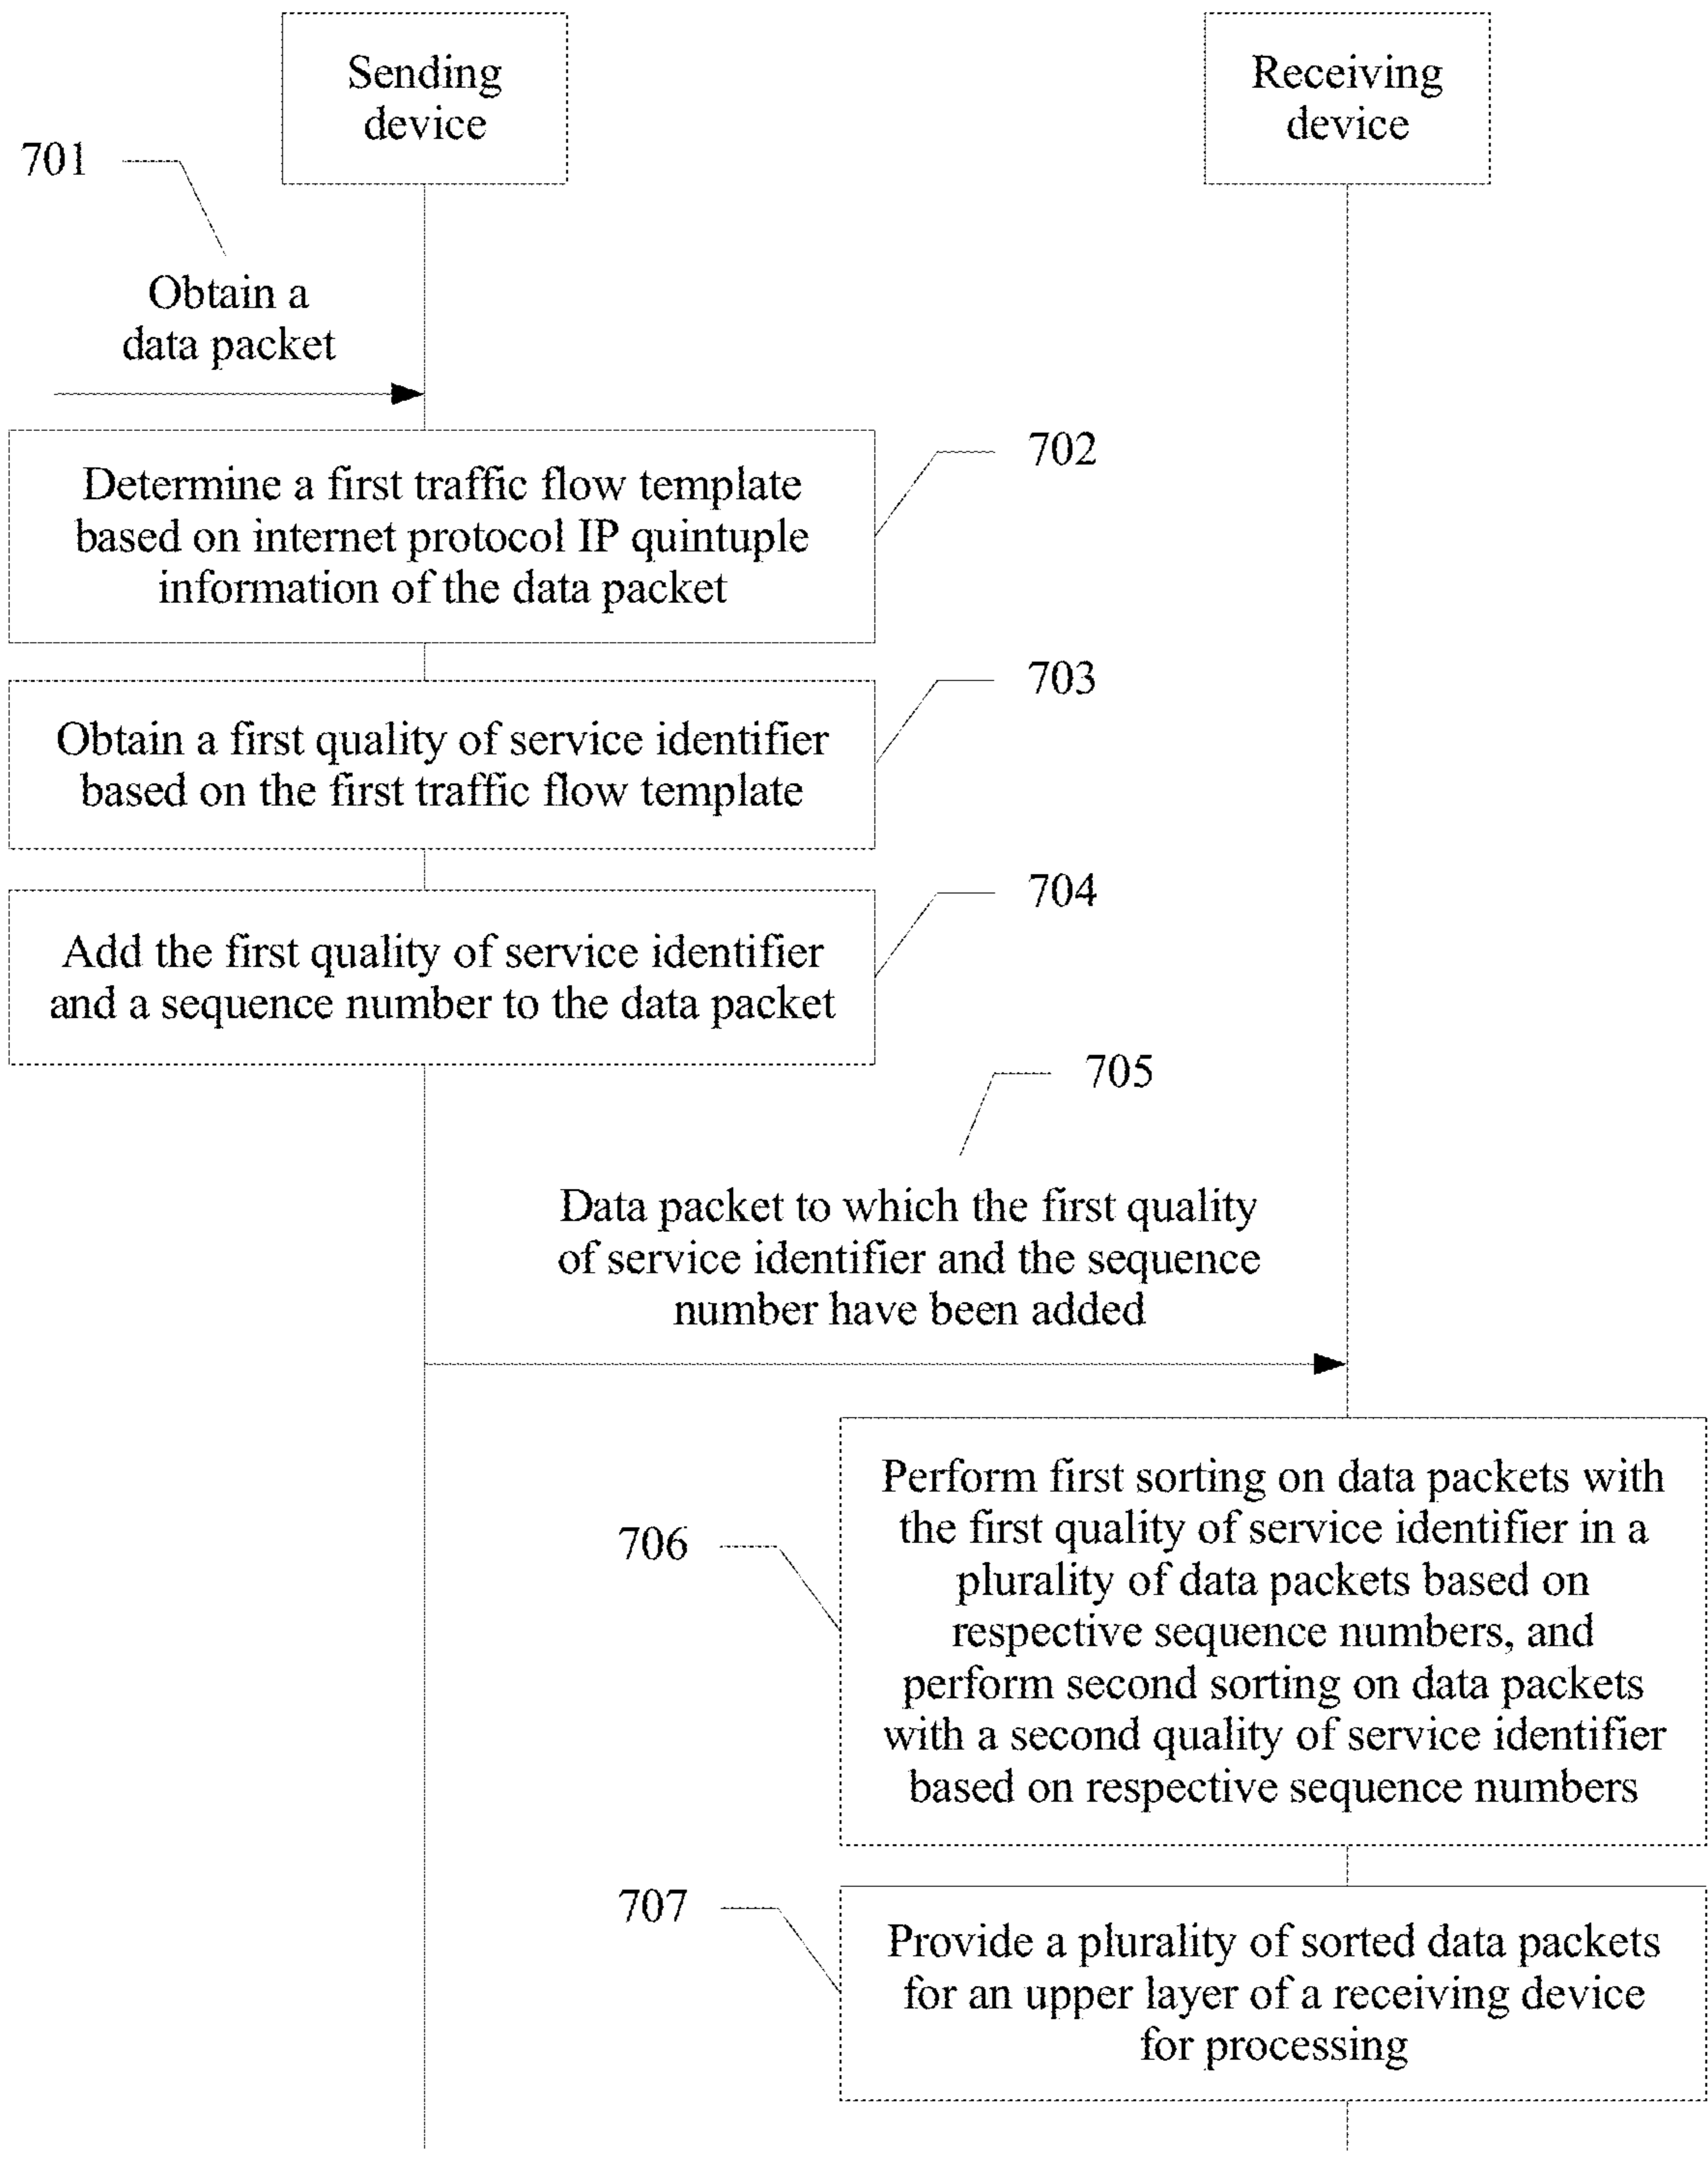 Sending
device
Receiving
device
701
Obtain a
data packet
702
Determine a first traffic flow template
based on internet protocol IP quintuple
information of the data packet
703
Obtain a first quality of service identifier
based on the first traffic flow template
704
Add the first quality of service identifier
and a sequence number to the data packet
705
Data packet to which the first quality
of service identifier and the sequence
number have been added
706
Perform first sorting on data packets with
the first quality of service identifier in a
plurality of data packets based on
respective sequence numbers, and
perform second sorting on data packets
with a second quality of service identifier
based on respective sequence numbers
707
Provide a plurality of sorted data packets
for an upper layer of a receiving device
for processing